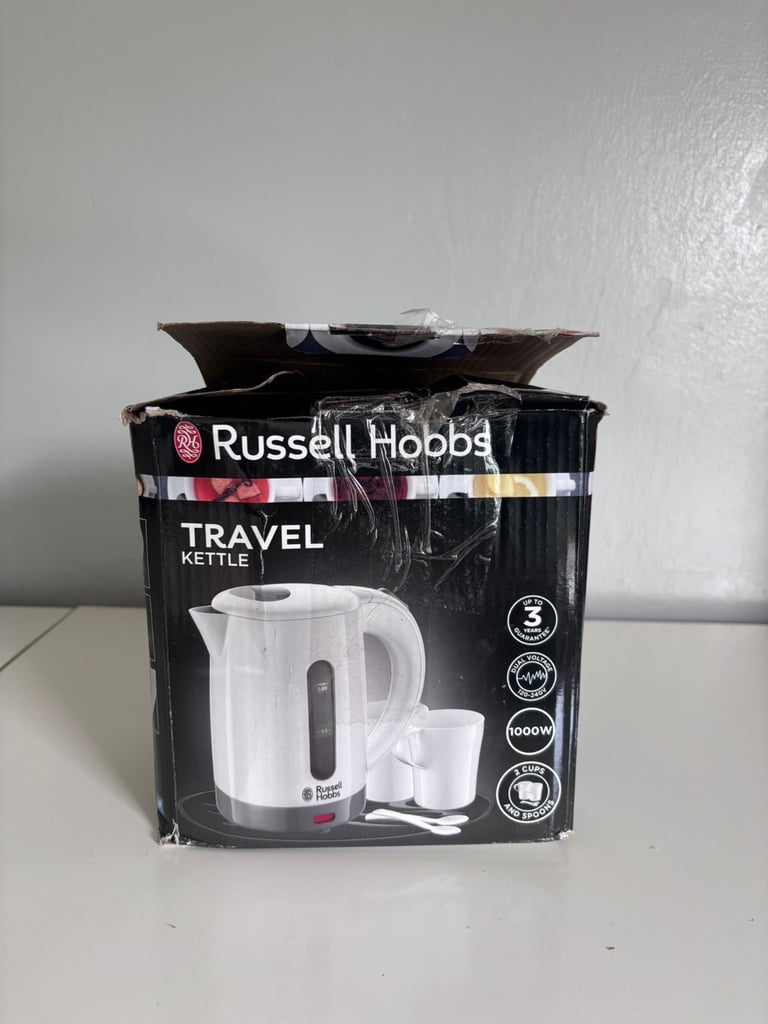 RH Russell Hobbs
TRAVEL
KETTLE
UP TO
3
YEARS
GUARANTEE*
DUAL VOLTAGE
120-240V
1000W
2 CUPS
AND SPOONS
Russell
Hobbs